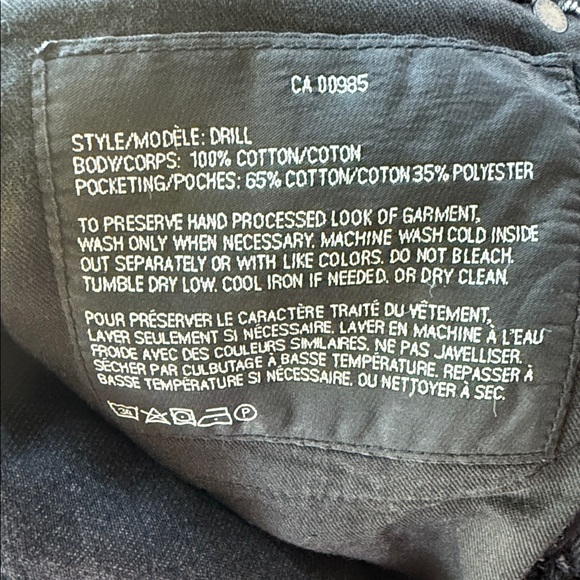 CA 00985
STYLE/MODÈLE: DRILL
BODY/CORPS: 100% COTTON/COTON
POCKETING/POCHES: 65% COTTON/COTON 35% POLYESTER
TO PRESERVE HAND PROCESSED LOOK OF GARMENT,
WASH ONLY WHEN NECESSARY. MACHINE WASH COLD INSIDE
OUT SEPARATELY OR WITH LIKE COLORS. DO NOT BLEACH.
TUMBLE DRY LOW. COOL IRON IF NEEDED. OR DRY CLEAN.
POUR PRÉSERVER LE CARACTÈRE TRAITÉ DU VÊTEMENT,
LAVER SEULEMENT SI NÉCESSAIRE. LAVER EN MACHINE À L'EAU
FROIDE AVEC DES COULEURS SIMILAIRES. NE PAS JAVELLISER.
SÉCHER PAR CULBUTAGE À BASSE TEMPÉRATURE. REPASSER À
BASSE TEMPÉRATURE SI NÉCESSAIRE. OU NETTOYER À SEC.
P